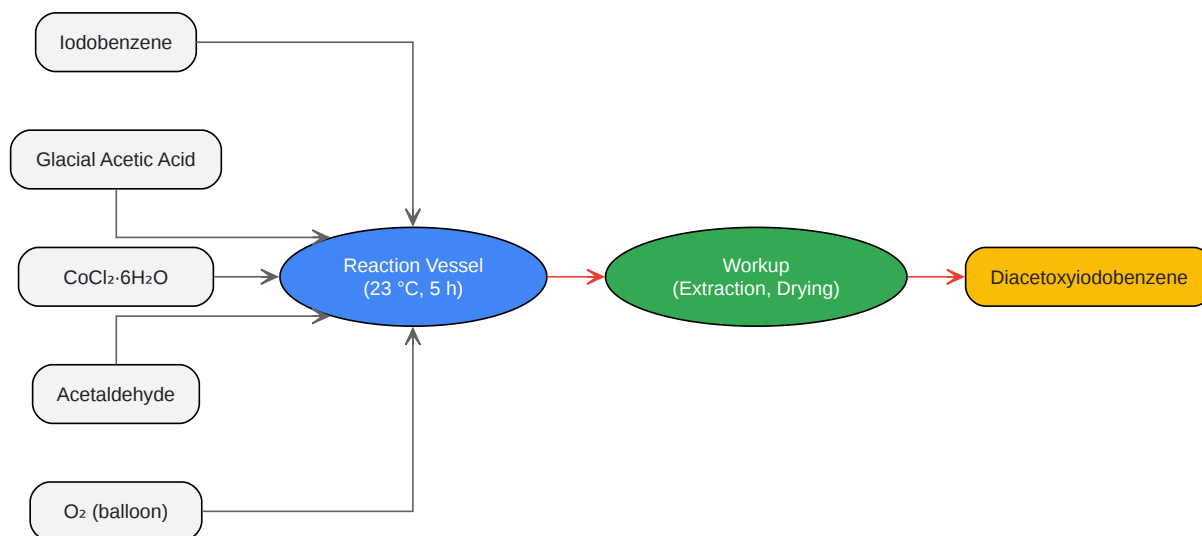 Iodobenzene
Glacial Acetic Acid
CoCl₂·6H₂O
Acetaldehyde
O₂ (balloon)
Reaction Vessel
(23 °C, 5 h)
Workup
(Extraction, Drying)
Diacetoxyiodobenzene